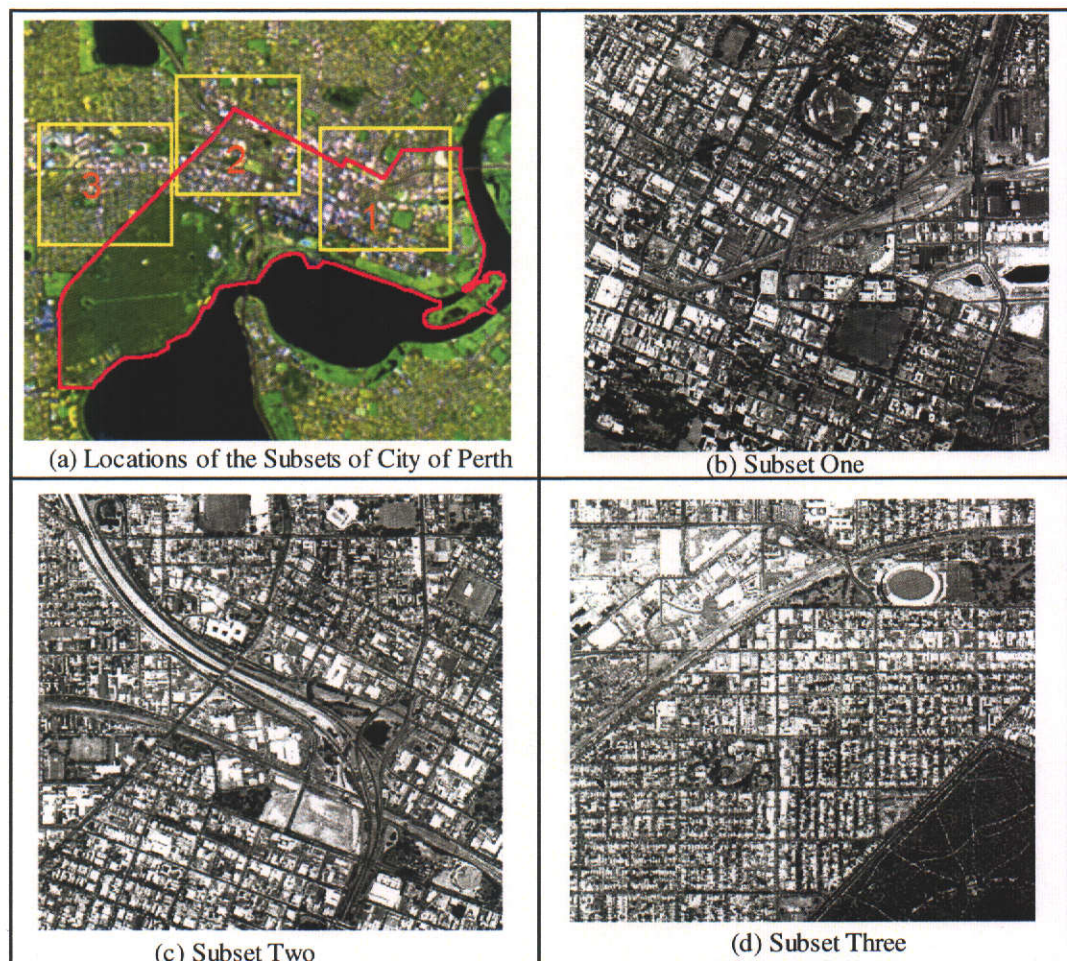 3
2
1
(a) Locations of the Subsets of City of Perth
(b) Subset One
(c) Subset Two
(d) Subset Three